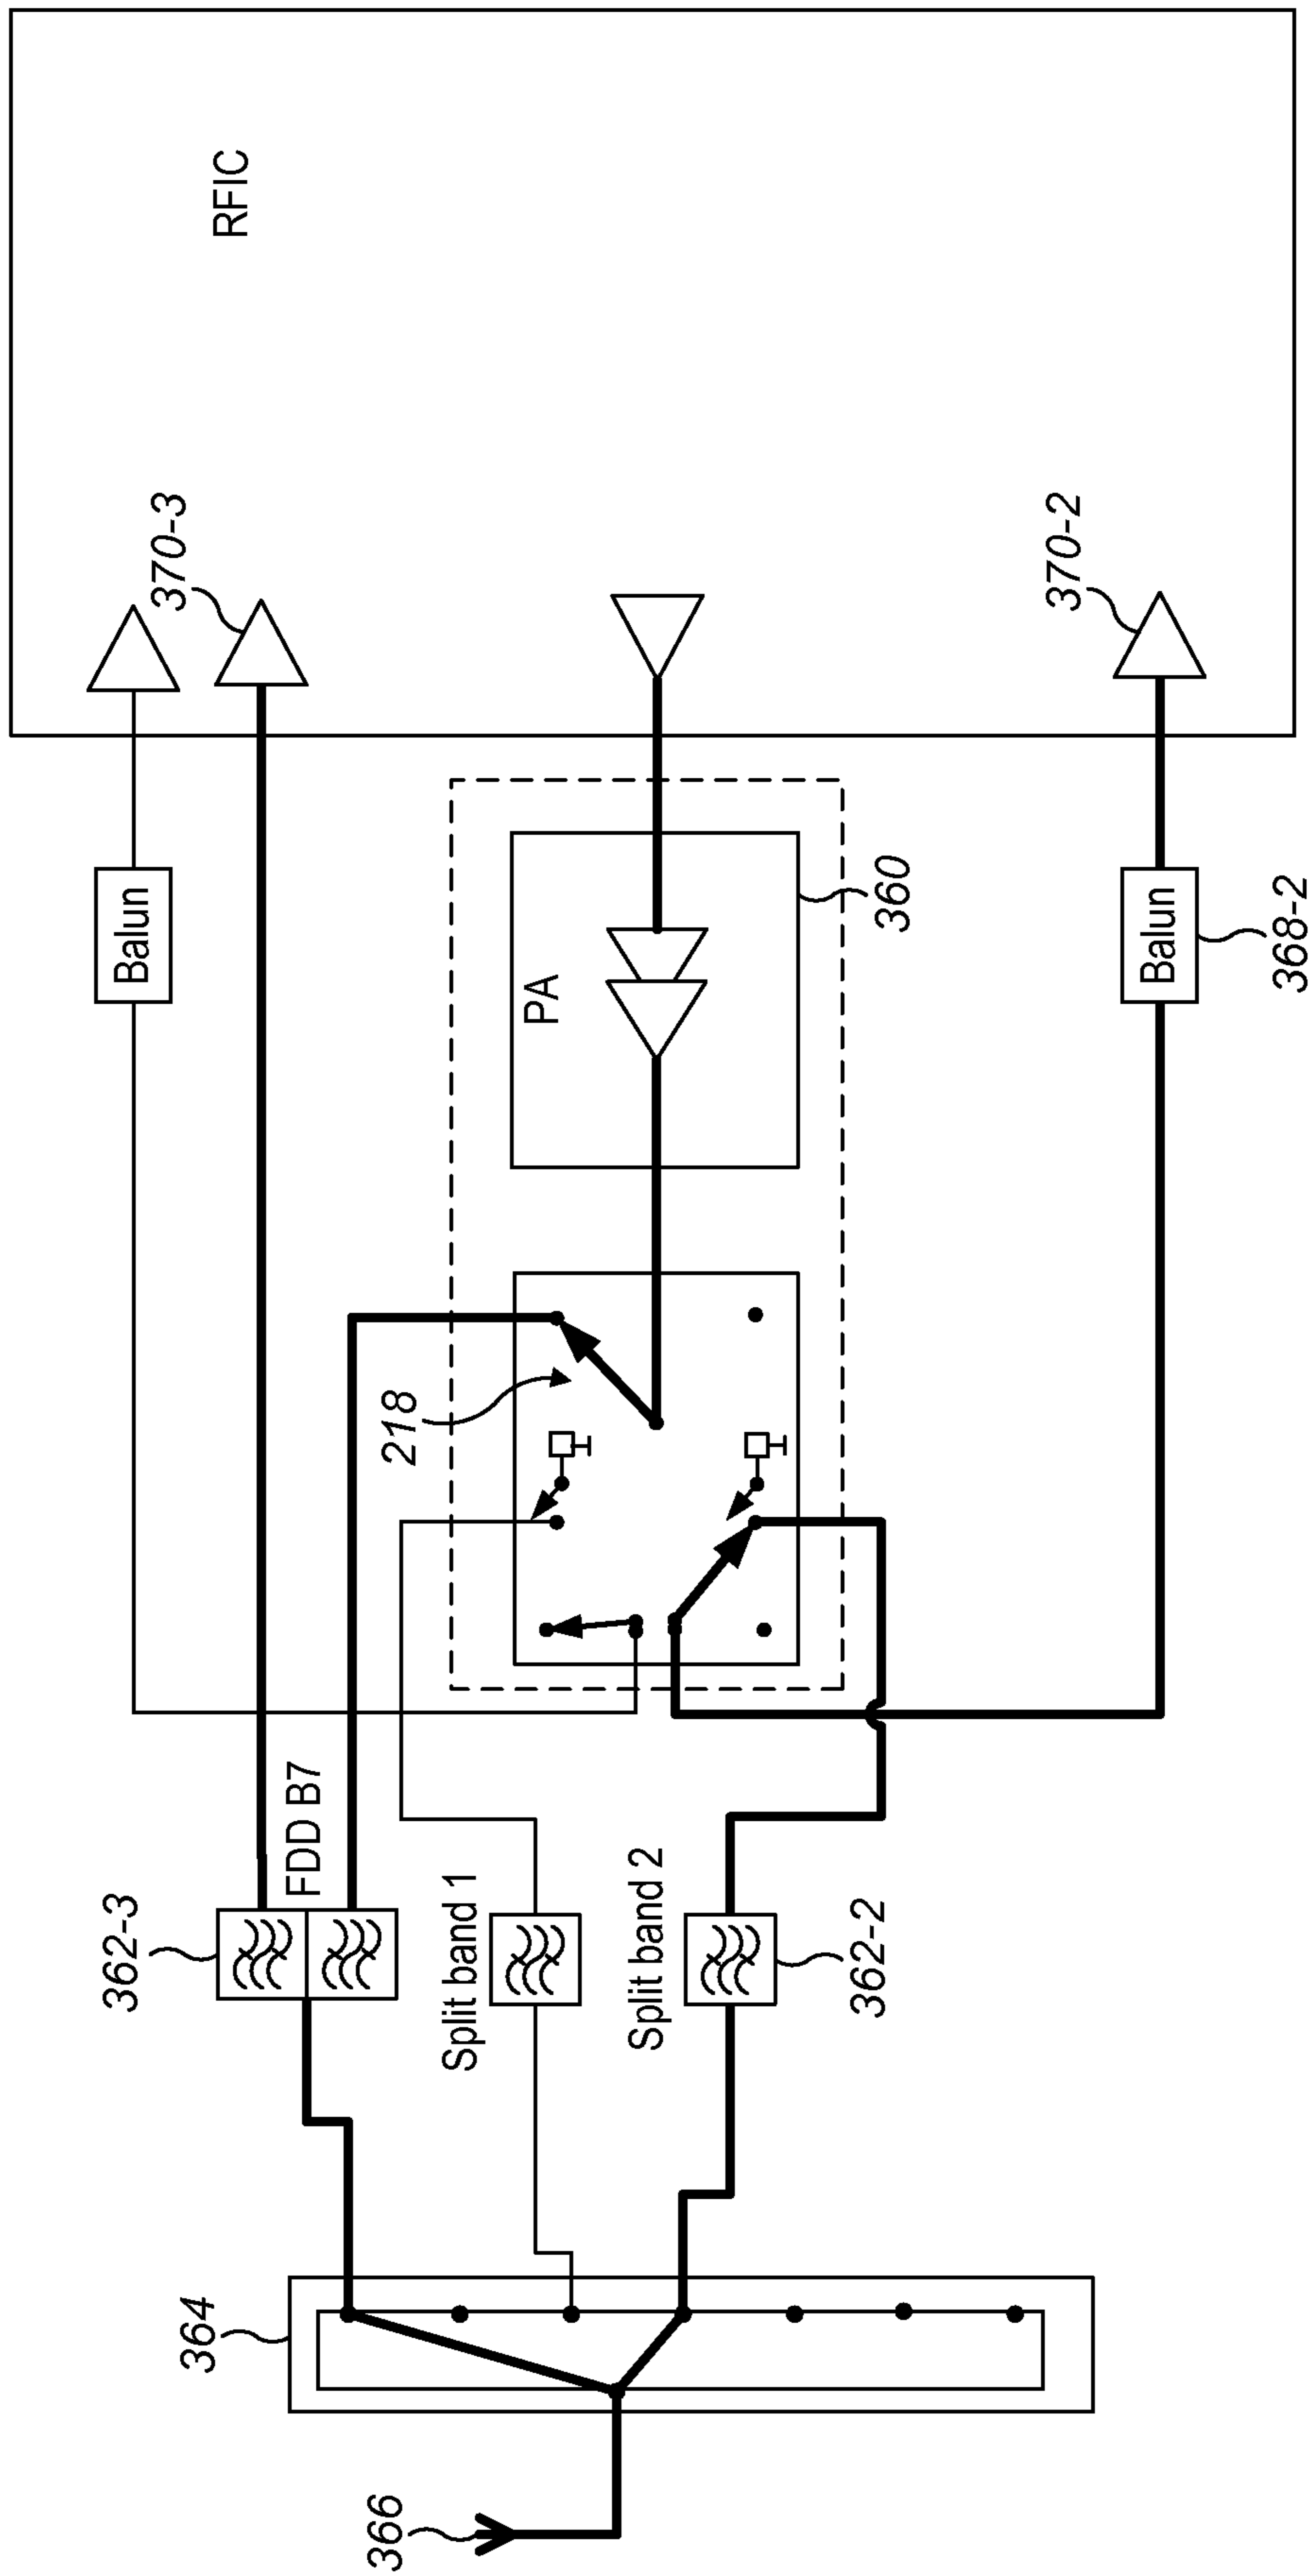 RFIC
370-3
370-2
Balun
PA
360
Balun
368-2
218
FDD B7
362-3
Split band 1
Split band 2
362-2
364
366